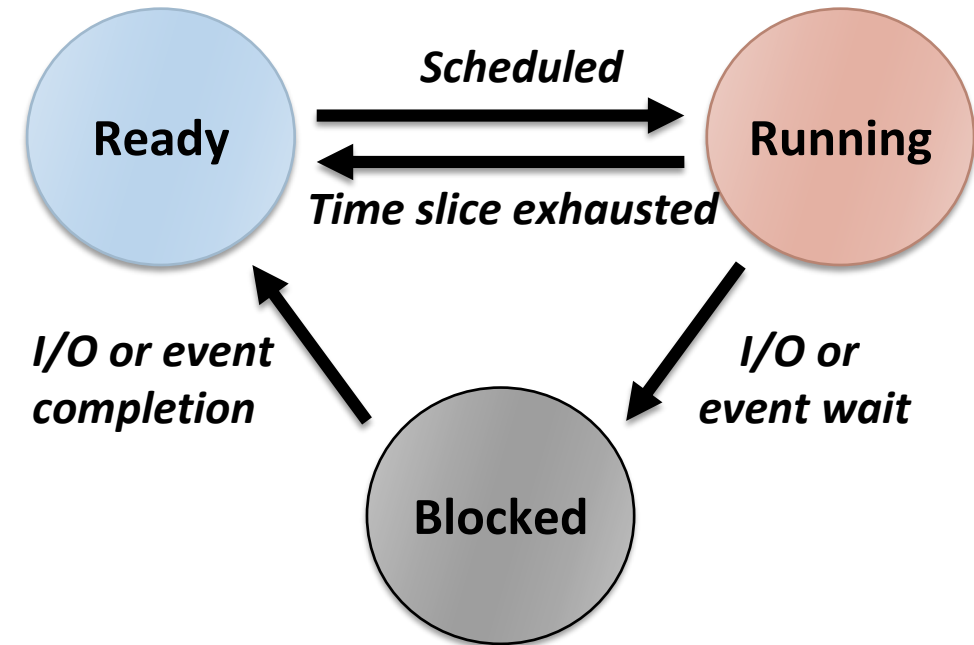 Scheduled
Ready
Running
Time slice exhausted
I/O or event
completion
I/O or
event wait
Blocked